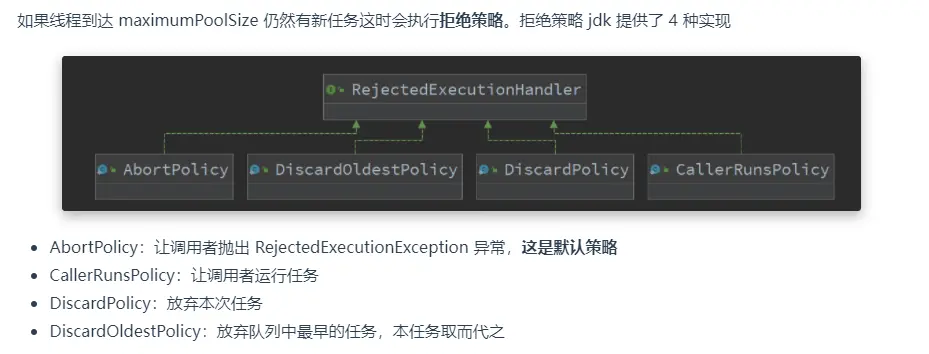 如果线程到达 maximumPoolSize 仍然有新任务这时会执行拒绝策略。拒绝策略 jdk 提供了 4 种实现
RejectedExecutionHandler
AbortPolicy
DiscardOldestPolicy
DiscardPolicy
CallerRunsPolicy
AbortPolicy：让调用者抛出 RejectedExecutionException 异常，这是默认策略
CallerRunsPolicy：让调用者运行任务
DiscardPolicy：放弃本次任务
DiscardOldestPolicy：放弃队列中最早的任务，本任务取而代之